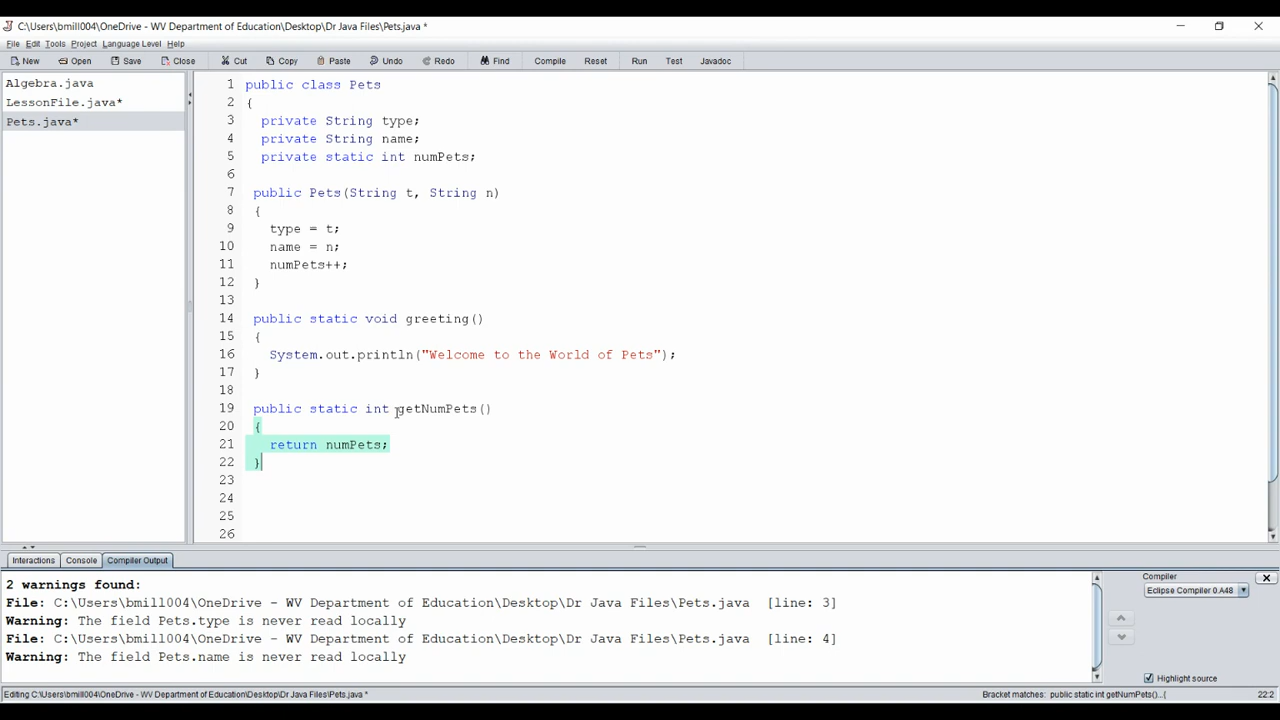 C:\Users\bmill004\OneDrive - WV Department of Education\Desktop\Dr Java Files\Pets.java *
File Edit Tools Project Language Level Help
New Open Save Close Cut Copy Paste Undo Redo Find Compile Reset Run Test Javadoc
Algebra.java
LessonFile.java*
Pets.java*
1 public class Pets
2 {
3 private String type;
4 private String name;
5 private static int numPets;
6
7 public Pets(String t, String n)
8 {
9 type = t;
10 name = n;
11 numPets++;
12 }
13
14 public static void greeting()
15 {
16 System.out.println("Welcome to the World of Pets");
17 }
18
19 public static int getNumPets()
20 {
21 return numPets;
22 }
23
24
25
26
Interactions Console Compiler Output
2 warnings found:
File: C:\Users\bmill004\OneDrive - WV Department of Education\Desktop\Dr Java Files\Pets.java [line: 3]
Warning: The field Pets.type is never read locally
File: C:\Users\bmill004\OneDrive - WV Department of Education\Desktop\Dr Java Files\Pets.java [line: 4]
Warning: The field Pets.name is never read locally
Compiler
Eclipse Compiler 0.A48
Highlight source
Editing C:\Users\bmill004\OneDrive - WV Department of Education\Desktop\Dr Java Files\Pets.java * Bracket matches: public static int getNumPets()...{ 22:2